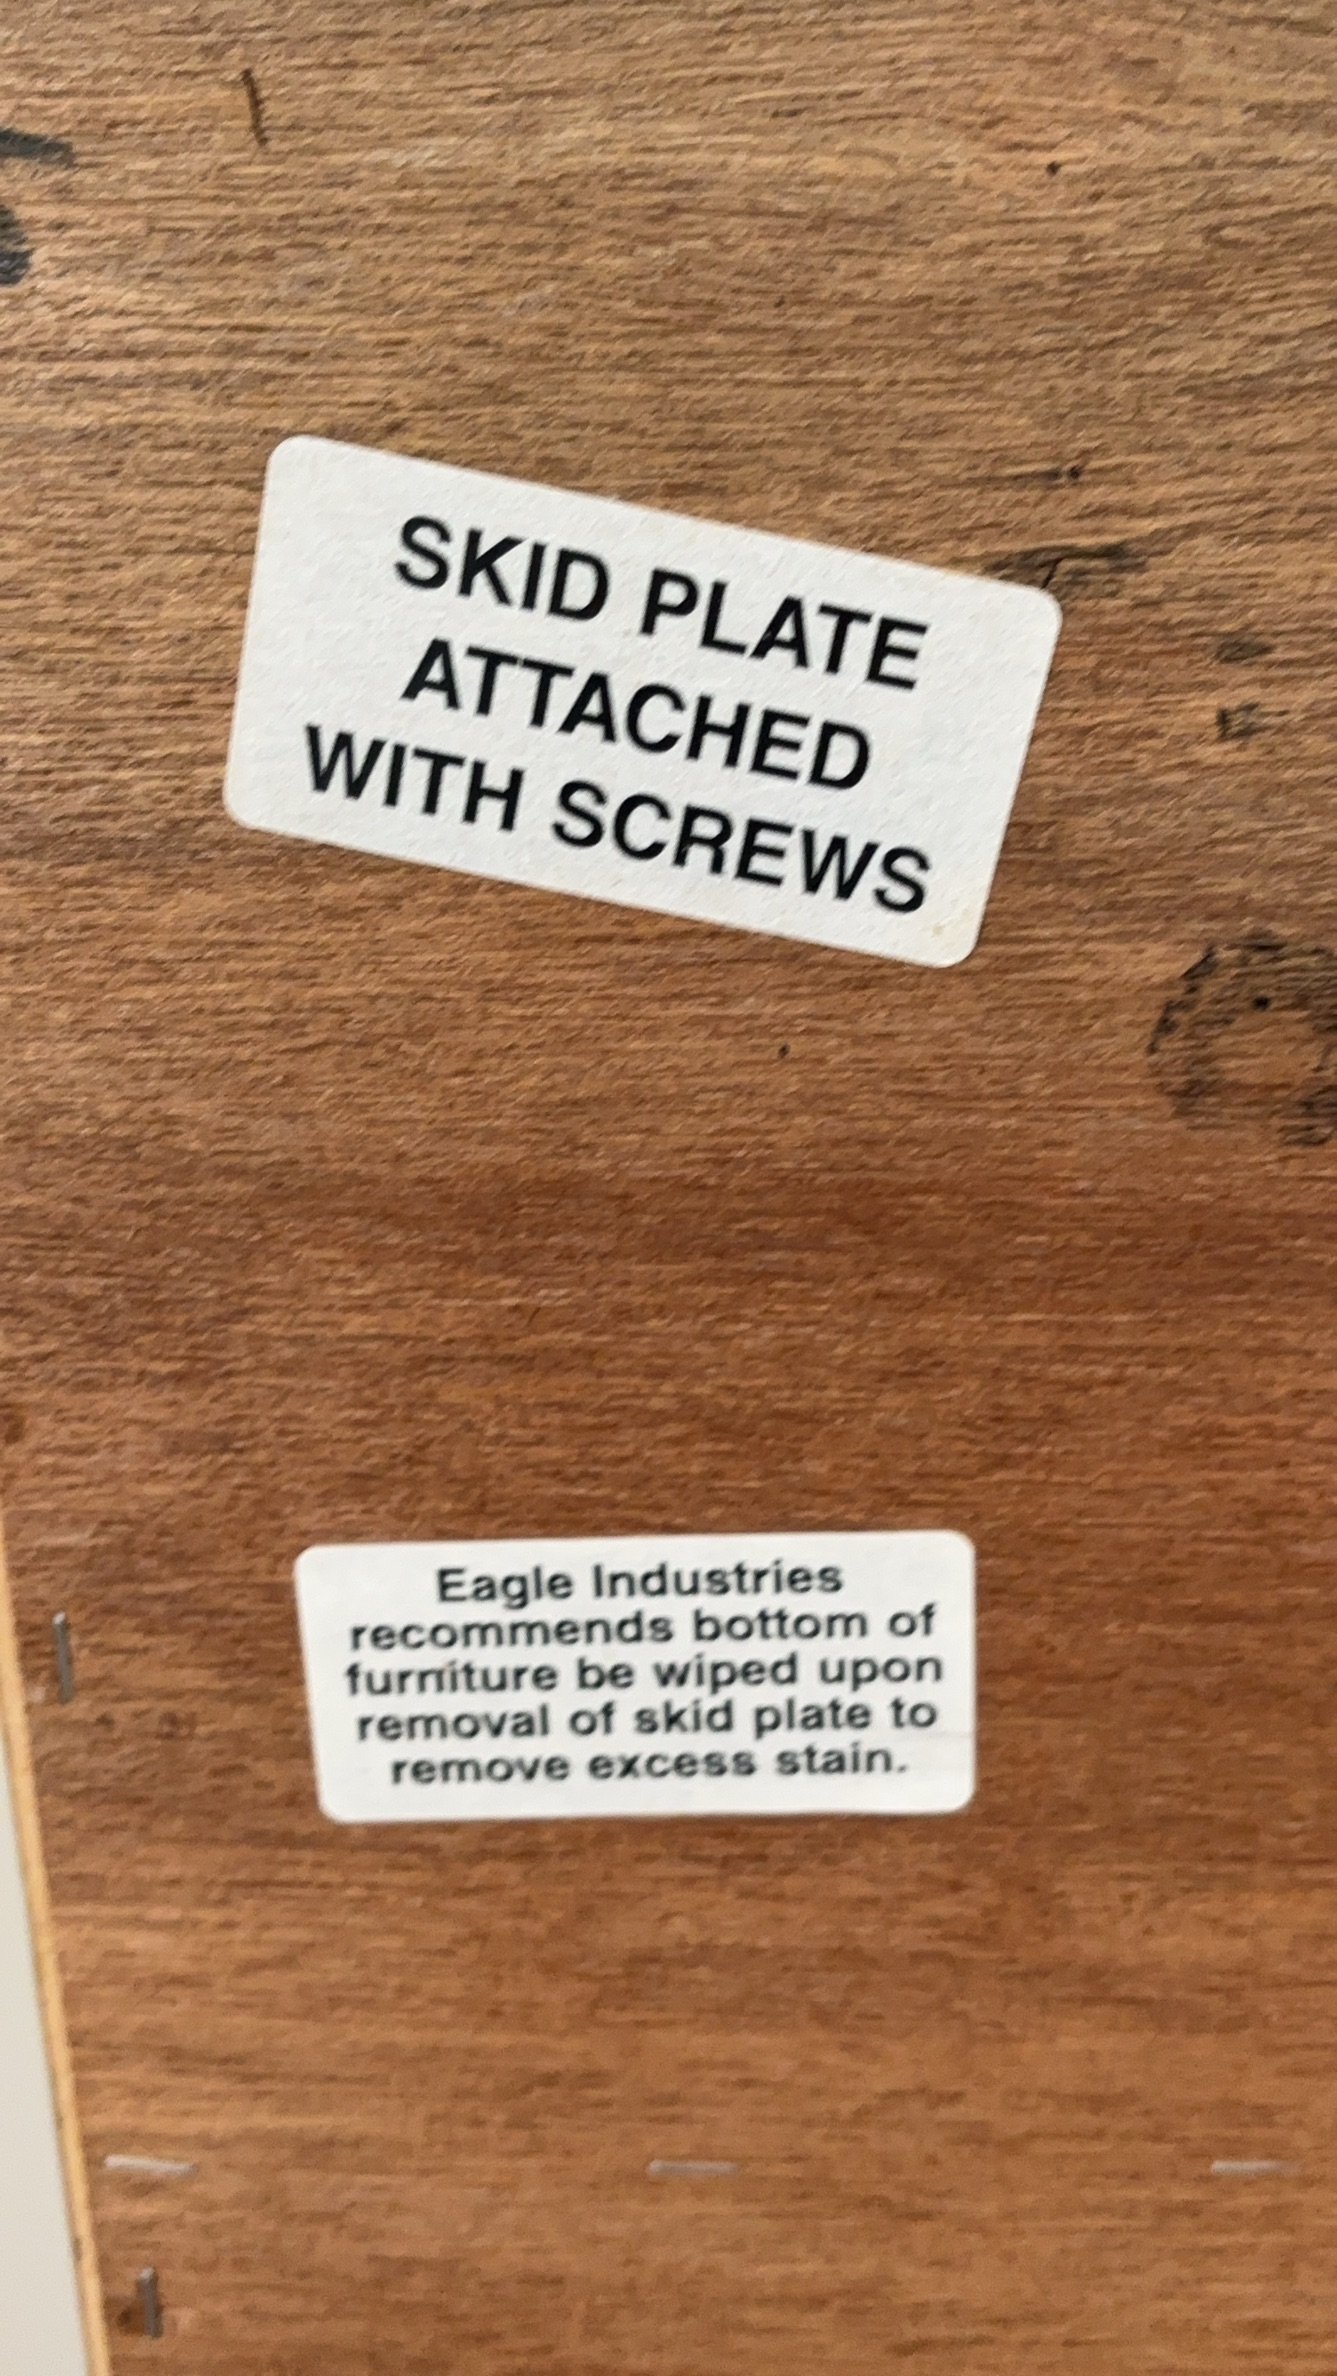 SKID PLATE
ATTACHED
WITH SCREWS
Eagle Industries
recommends bottom of
furniture be wiped upon
removal of skid plate to
remove excess stain.